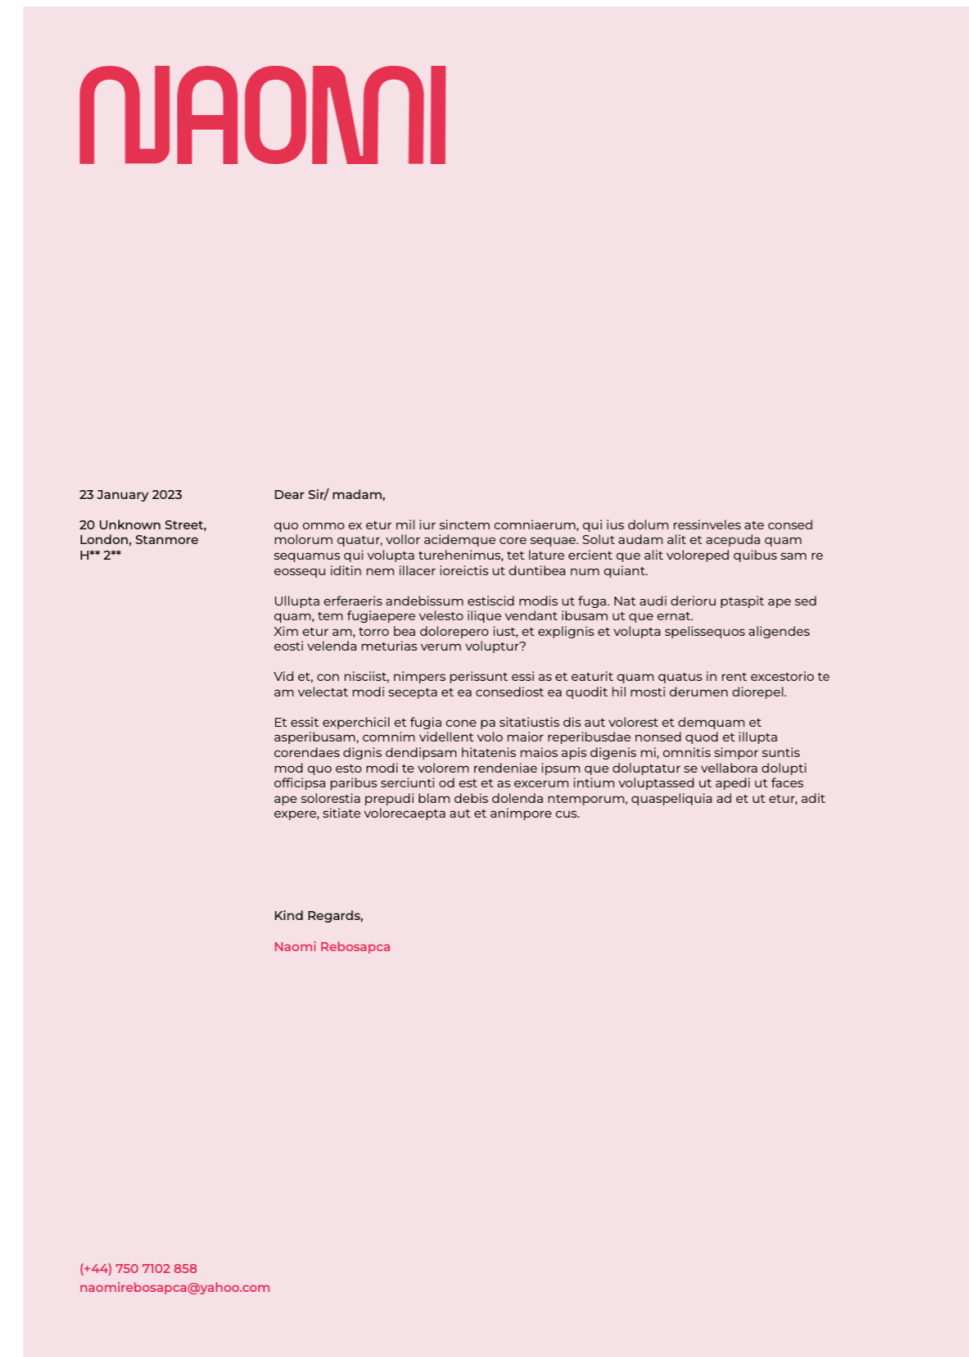 NAOMI
23 January 2023
20 Unknown Street,
London, Stanmore
H** 2**
Dear Sir/ madam,
quo ommo ex etur mil iur sinctem comniaerum, qui ius dolum ressinveles ate consed
molorum quatur, vollor acidemque core sequae. Solut audam alit et acepuda quam
sequamus qui volupta turehenimus, tet lature ercient que alit voloreped quibus sam re
eossequ iditin nem illacer ioreictis ut duntibea num quiant.
Ullupta erferaeris andebissum estiscid modis ut fuga. Nat audi derioru ptaspit ape sed
quam, tem fugiaepere velesto ilique vendant ibusam ut que ernat.
Xim etur am, torro bea dolorepero iust, et explignis et volupta spelissequos aligendes
eosti velenda meturias verum voluptur?
Vid et, con nisciist, nimpers perissunt essi as et eaturit quam quatus in rent excestorio te
am velectat modi secepta et ea consediost ea quodit hil mosti derumen diorepel.
Et essit experchicil et fugia cone pa sitatiustis dis aut volorest et demquam et
asperibusam, comnim videllent volo maior reperibusdae nonsed quod et illupta
corendaes dignis dendipsam hitatenis maios apis digenis mi, omnitis simpor suntis
mod quo esto modi te volorem rendeniae ipsum que doluptatur se vellabora dolupti
officipsa paribus serciunti od est et as excerum intium voluptassed ut apedi ut faces
ape solorestia prepudi blam debis dolenda ntemporum, quaspeliquia ad et ut etur, adit
expere, sitiate volorecaepta aut et animpore cus.
Kind Regards,
Naomi Rebosapca
(+44) 750 7102 858
naomirebosapca@yahoo.com